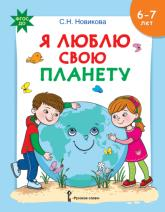 ФГОС
ДО
С.Н. Новикова
6–7
лет
Я ЛЮБЛЮ
СВОЮ
ПЛАНЕТУ
Русское слово